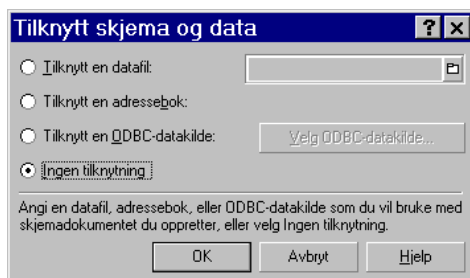 Tilknytt skjema og data
Tilknytt en datafil:
Tilknytt en adressebok:
Tilknytt en ODBC-datakilde:
Velg ODBC-datakilde...
Ingen tilknytning
Angi en datafil, adressebok, eller ODBC-datakilde som du vil bruke med
skjemadokumentet du oppretter, eller velg Ingen tilknytning.
OK
Avbryt
Hjelp